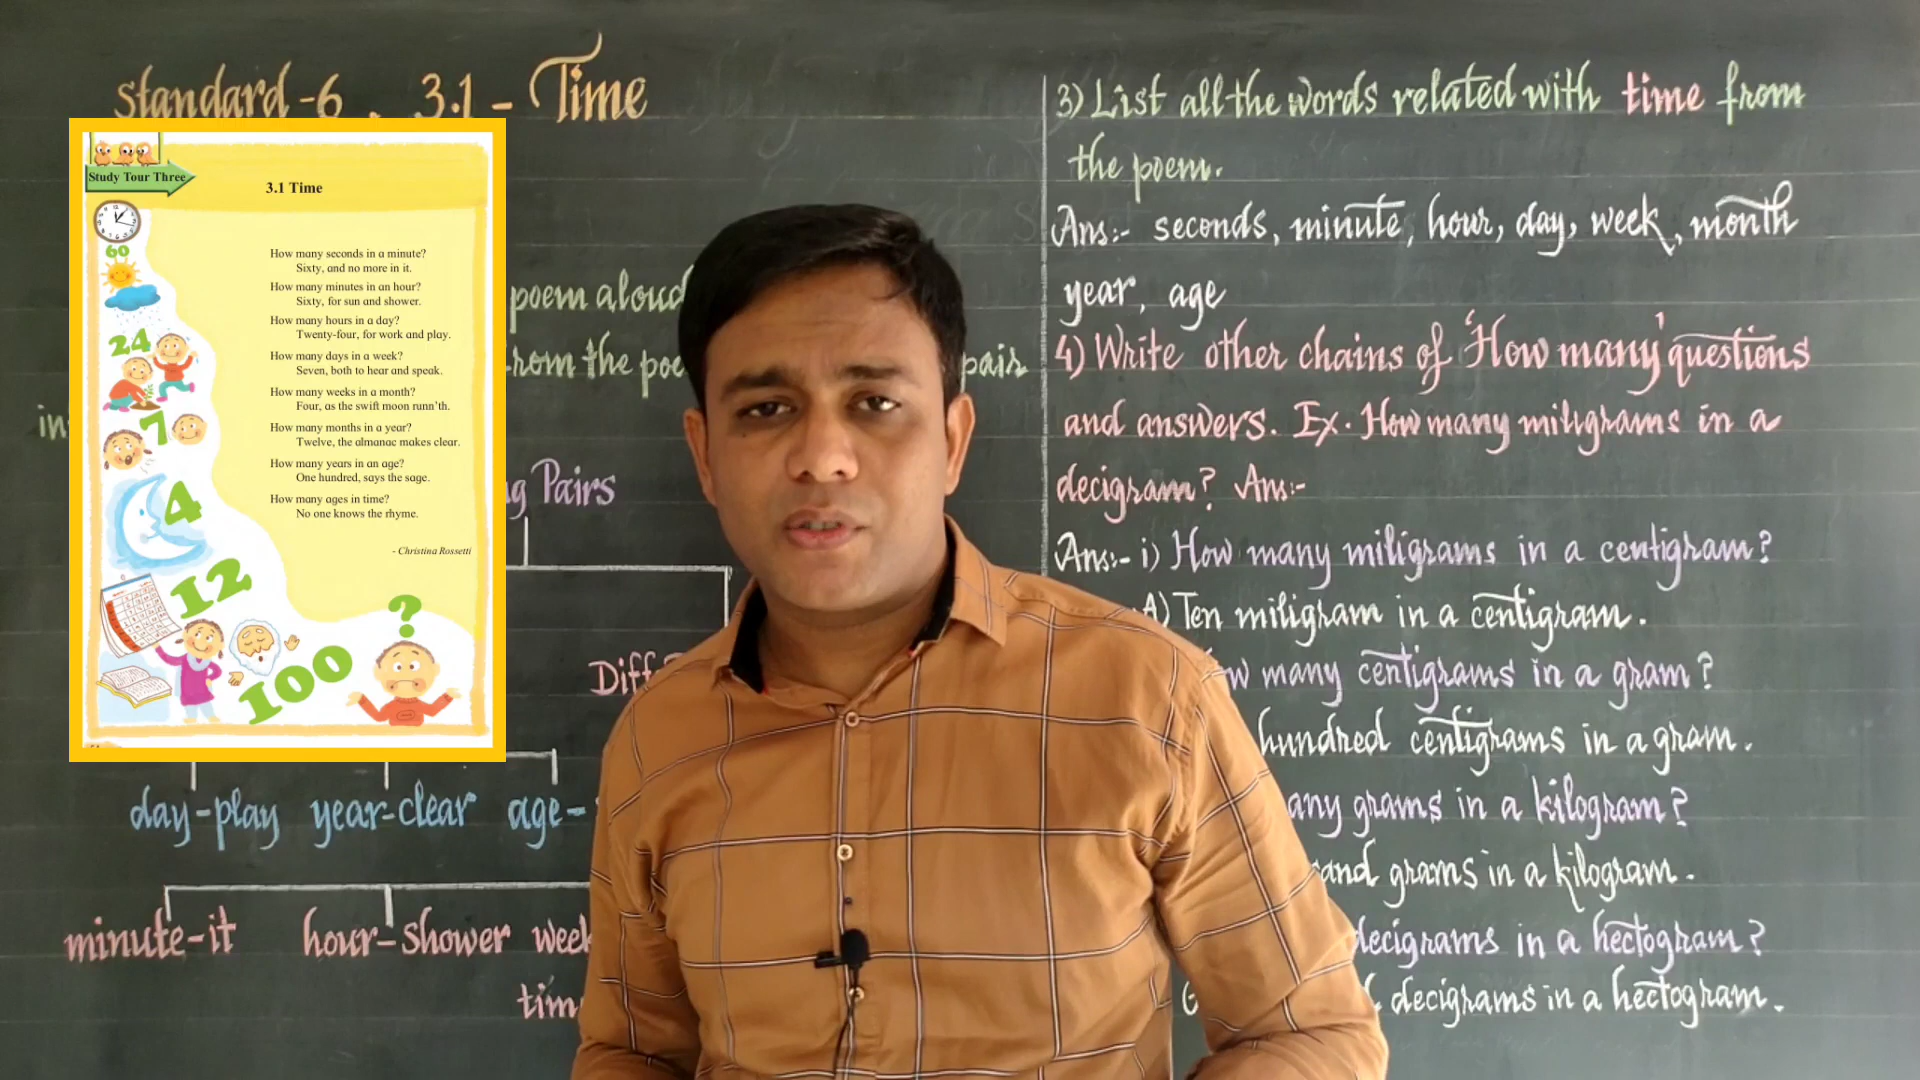 Standard-6. 3.1 - Time
Study Tour Three
3.1 Time
60
How many seconds in a minute?
Sixty, and no more in it.
How many minutes in an hour?
Sixty, for sun and shower.
How many hours in a day?
Twenty-four, for work and play.
24
How many days in a week?
Seven, both to hear and speak.
How many weeks in a month?
Four, as the swift moon runn'th.
7
How many months in a year?
Twelve, the almanac makes clear.
How many years in an age?
One hundred, says the sage.
4
How many ages in time?
No one knows the rhyme.
- Christina Rossetti
12
?
100
poem aloud
from the pair
in
Pairs
Diff
day-play year-clear age-
minute-it hour-shower week
tim
3) List all the words related with time from
the poem.
Ans:- seconds, minute, hour, day, week, month
year, age
4) Write other chains of 'How many' questions
and answers. Ex. How many miligrams in a
decigram? Ans:-
Ans:- i) How many miligrams in a centigram?
A) Ten miligram in a centigram.
many centigrams in a gram?
hundred centigrams in a gram.
any grams in a kilogram?
and grams in a kilogram.
decigrams in a hectogram?
decigrams in a hectogram.